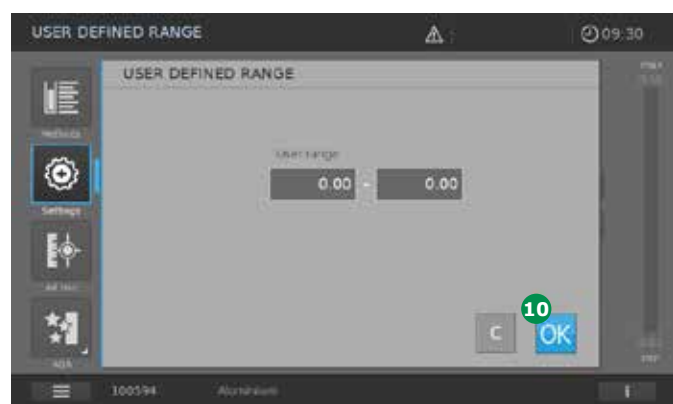 USER DEFINED RANGE
09:30
USER DEFINED RANGE
max
Methods
User range
0.00 - 0.00
Settings
10
C
OK
100594
Aluminium